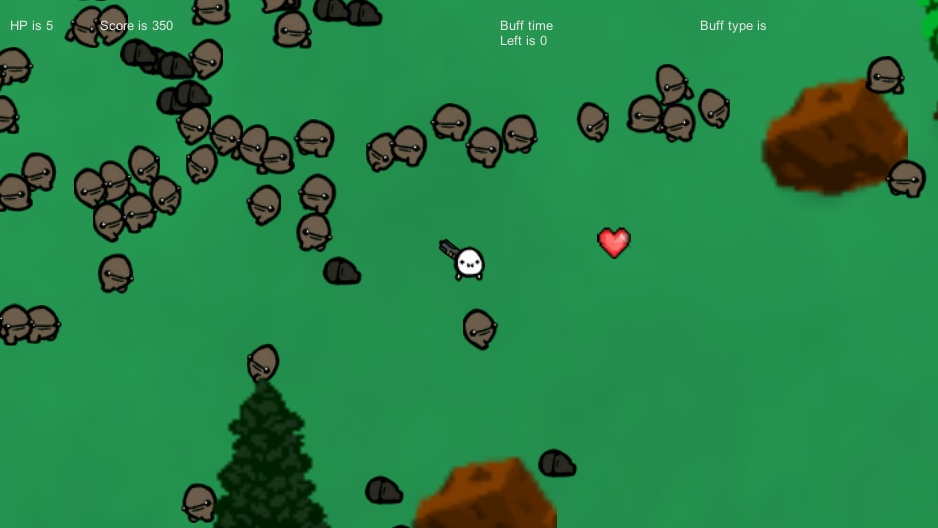 HP is 5
Score is 350
Buff time
Left is 0
Buff type is